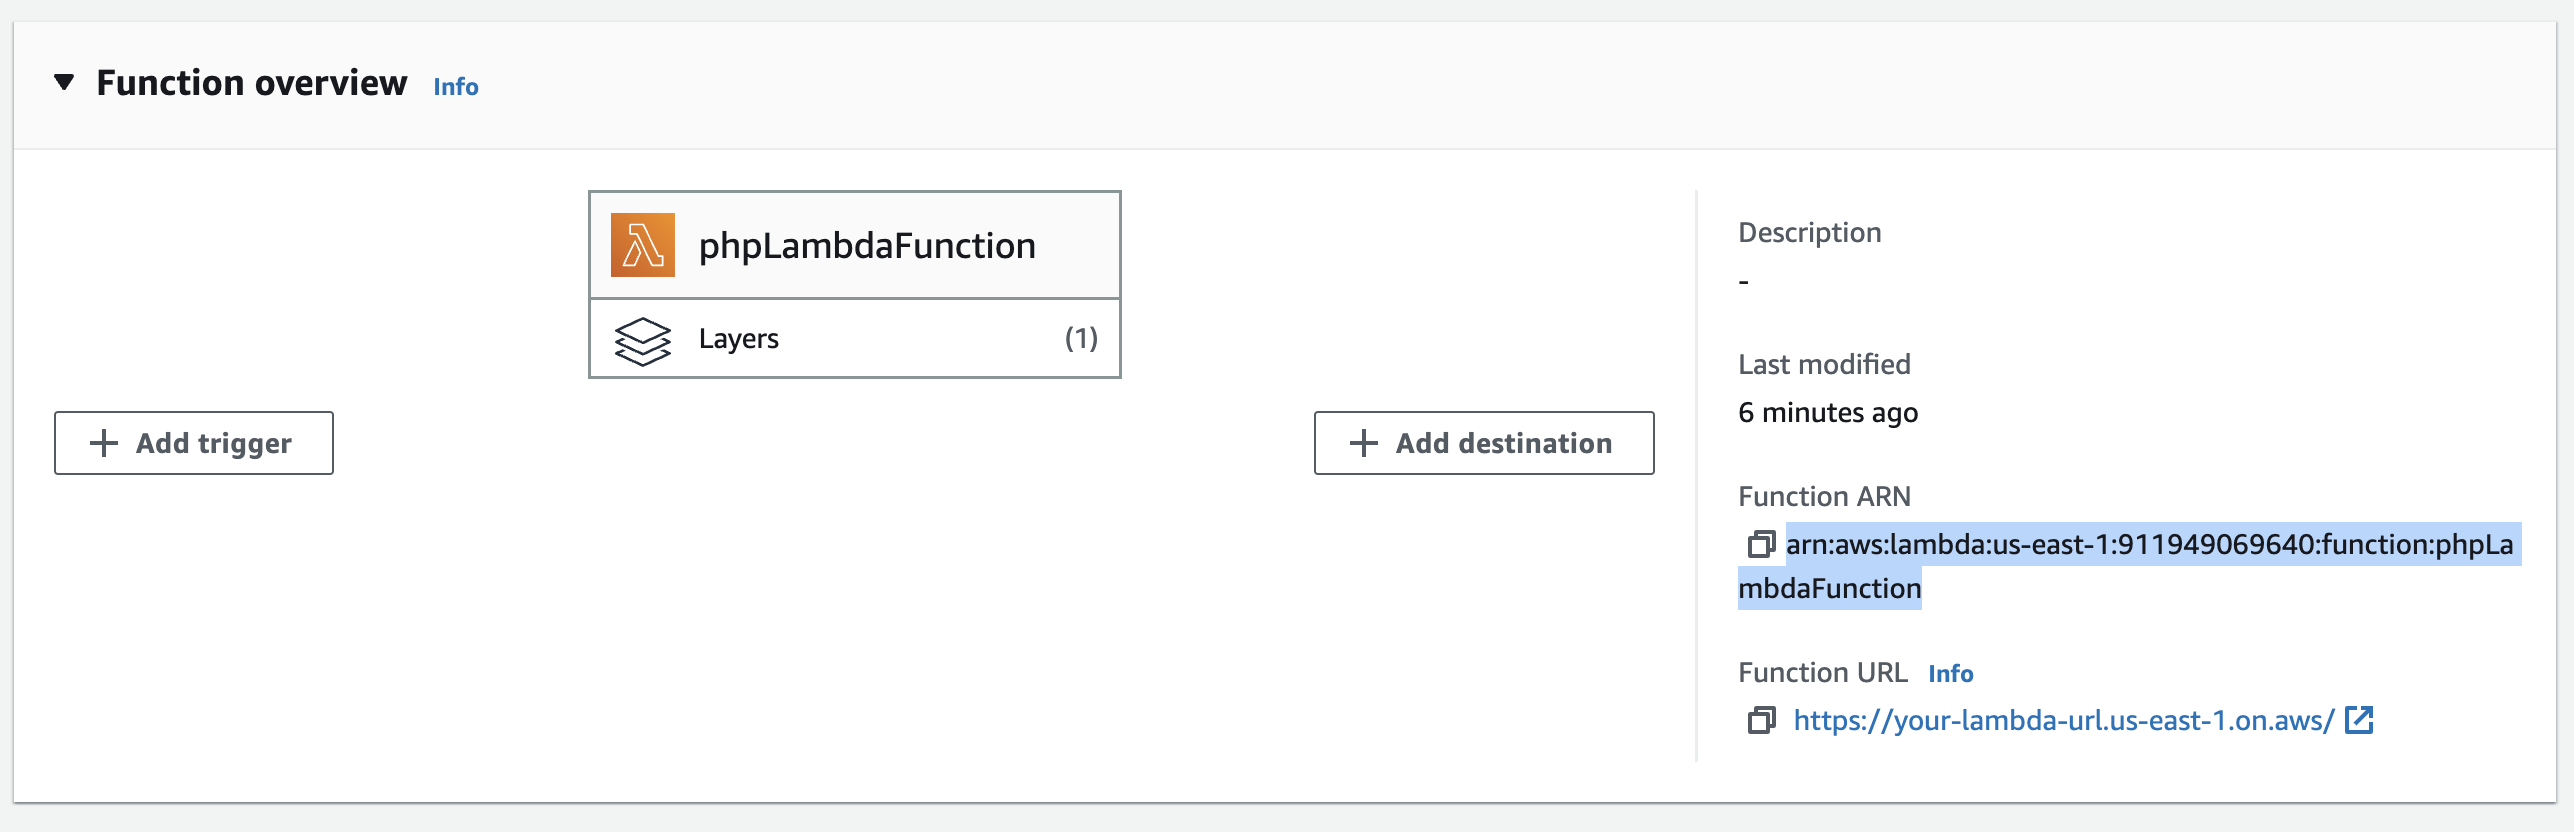 Function overview Info
phpLambdaFunction
Layers (1)
Add trigger
Add destination
Description
-
Last modified
6 minutes ago
Function ARN
arn:aws:lambda:us-east-1:911949069640:function:phpLa
mbdaFunction
Function URL Info
https://your-lambda-url.us-east-1.on.aws/